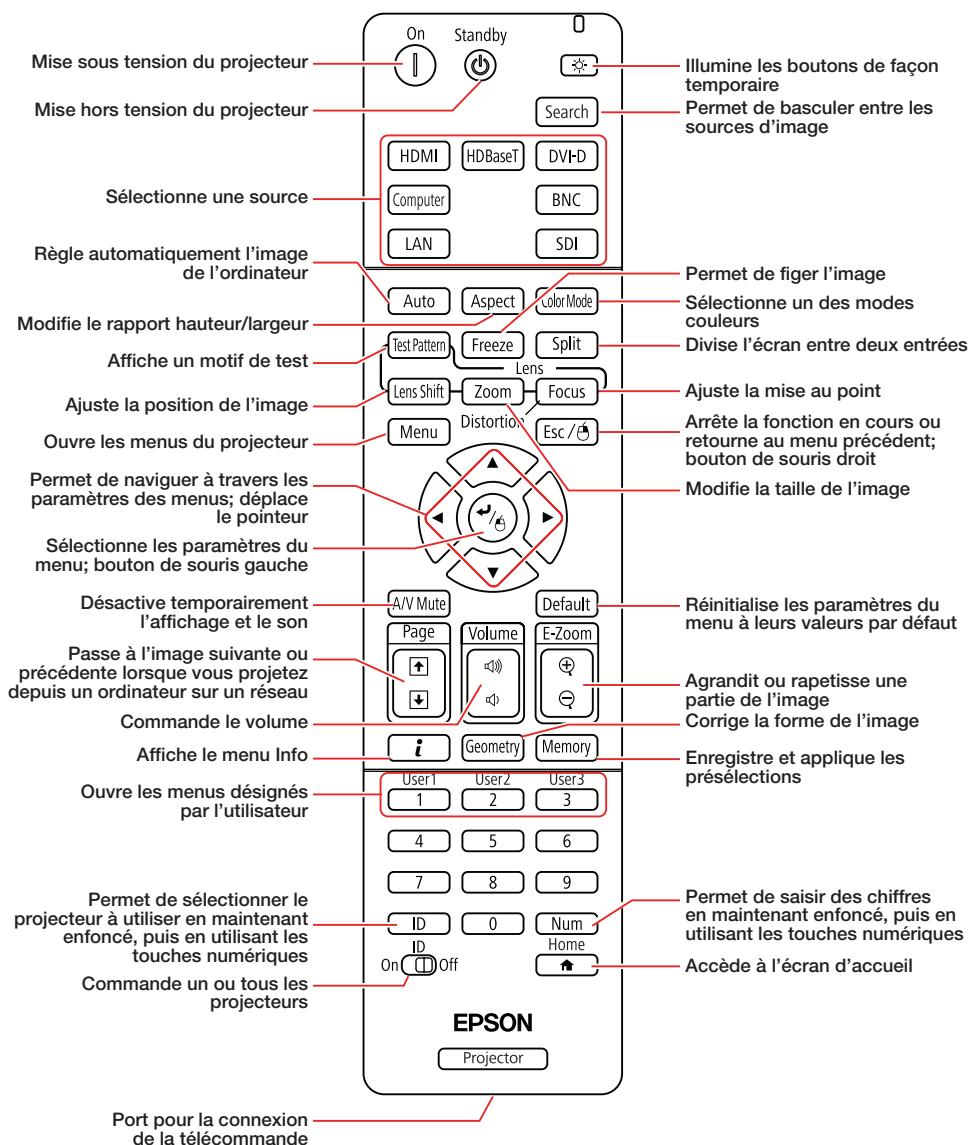 On
Standby
Mise sous tension du projecteur
Illumine les boutons de façon
temporaire
Mise hors tension du projecteur
Search
Permet de basculer entre les
sources d'image
HDMI
HDBaseT
DVI-D
Sélectionne une source
Computer
BNC
LAN
SDI
Règle automatiquement l'image
de l'ordinateur
Permet de figer l'image
Auto
Aspect
Color Mode
Sélectionne un des modes
couleurs
Modifie le rapport hauteur/largeur
Test Pattern
Freeze
Split
Divise l'écran entre deux entrées
Affiche un motif de test
Lens
Lens Shift
Zoom
Focus
Ajuste la mise au point
Ajuste la position de l'image
Distortion
Menu
Esc /
Arrête la fonction en cours ou
retourne au menu précédent;
bouton de souris droit
Ouvre les menus du projecteur
Permet de naviguer à travers les
paramètres des menus; déplace
le pointeur
Modifie la taille de l'image
Sélectionne les paramètres du
menu; bouton de souris gauche
Désactive temporairement
l'affichage et le son
A/V Mute
Default
Réinitialise les paramètres du
menu à leurs valeurs par défaut
Page
Volume
E-Zoom
Passe à l'image suivante ou
précédente lorsque vous projetez
depuis un ordinateur sur un réseau
Agrandit ou rapetisse une
partie de l'image
Commande le volume
Corrige la forme de l'image
Affiche le menu Info
i
Geometry
Memory
Enregistre et applique les
présélections
Ouvre les menus désignés
par l'utilisateur
User1
User2
User3
1
2
3
4
5
6
7
8
9
Permet de sélectionner le
projecteur à utiliser en maintenant
enfoncé, puis en utilisant les
touches numériques
ID
0
Num
Permet de saisir des chiffres
en maintenant enfoncé, puis en
utilisant les touches numériques
ID
On
Off
Home
Accède à l'écran d'accueil
Commande un ou tous les
projecteurs
EPSON
Projector
Port pour la connexion
de la télécommande